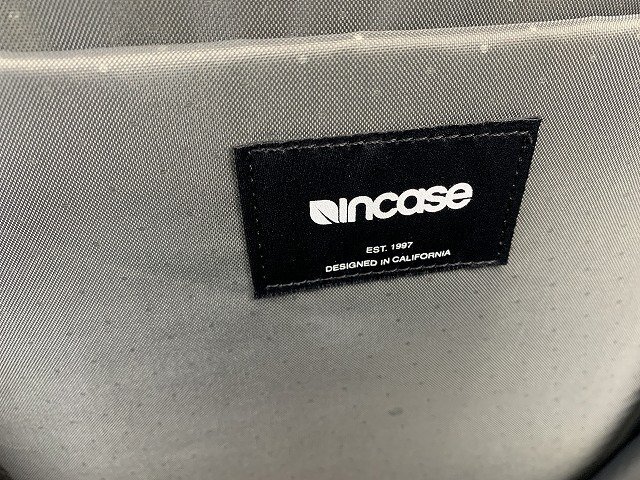 incase
EST. 1997
DESIGNED IN CALIFORNIA